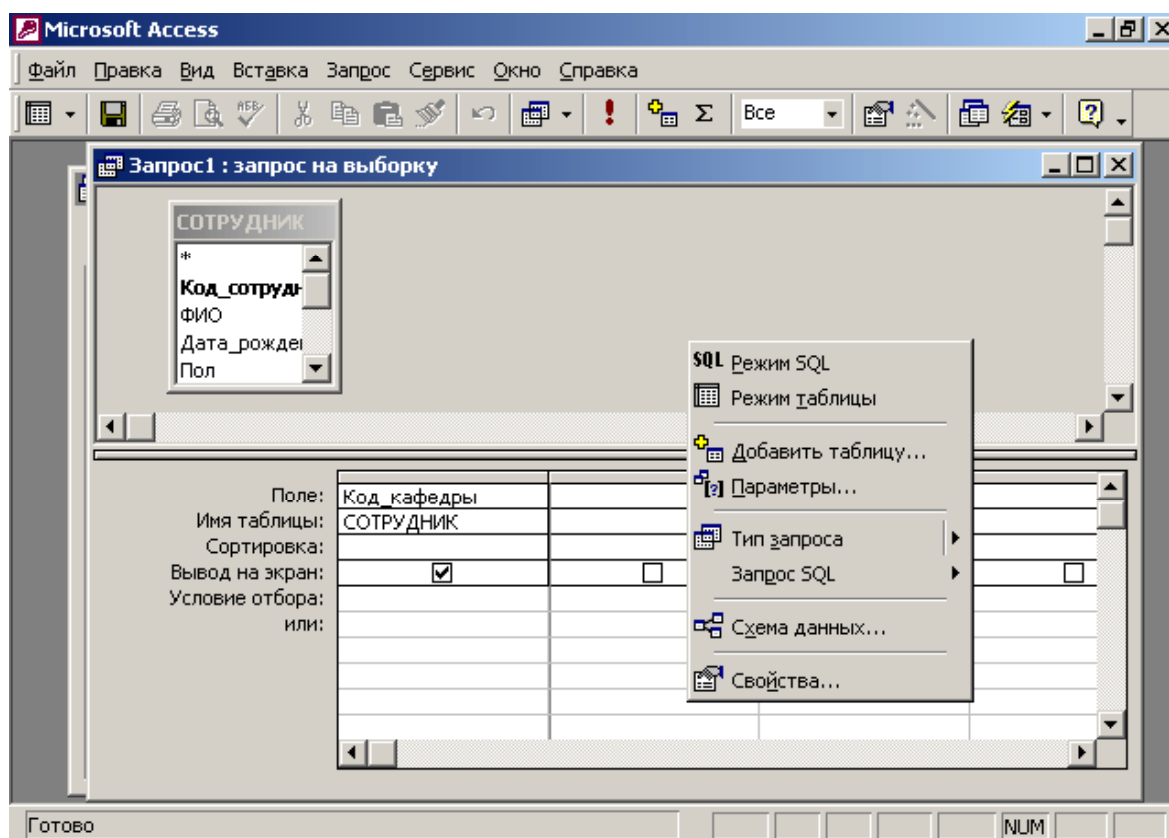 Microsoft Access
Файл Правка Вид Вставка Запрос Сервис Окно Справка
Все
Запрос1 : запрос на выборку
СОТРУДНИК
*
Код_сотрудн
ФИО
Дата_рожде
Пол
SQL Режим SQL
Режим таблицы
Добавить таблицу...
Параметры...
Тип запроса
Запрос SQL
Схема данных...
Свойства...
Поле: Код_кафедры
Имя таблицы: СОТРУДНИК
Сортировка:
Вывод на экран:
Условие отбора:
или:
Готово
NUM